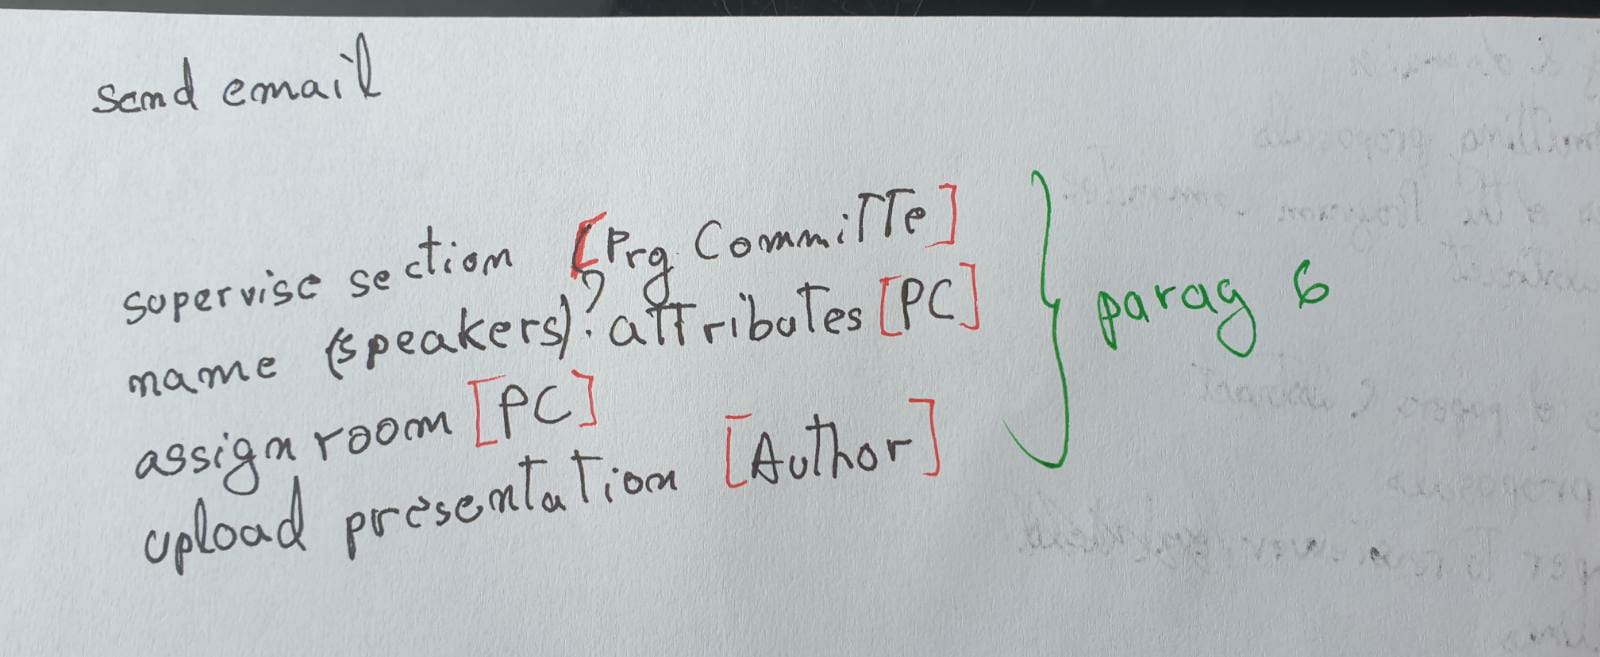 send email
supervise section [Prg CommiTTe]
name (speakers)? attributes [PC]
assign room [PC]
upload presentation [Author]
parag 6